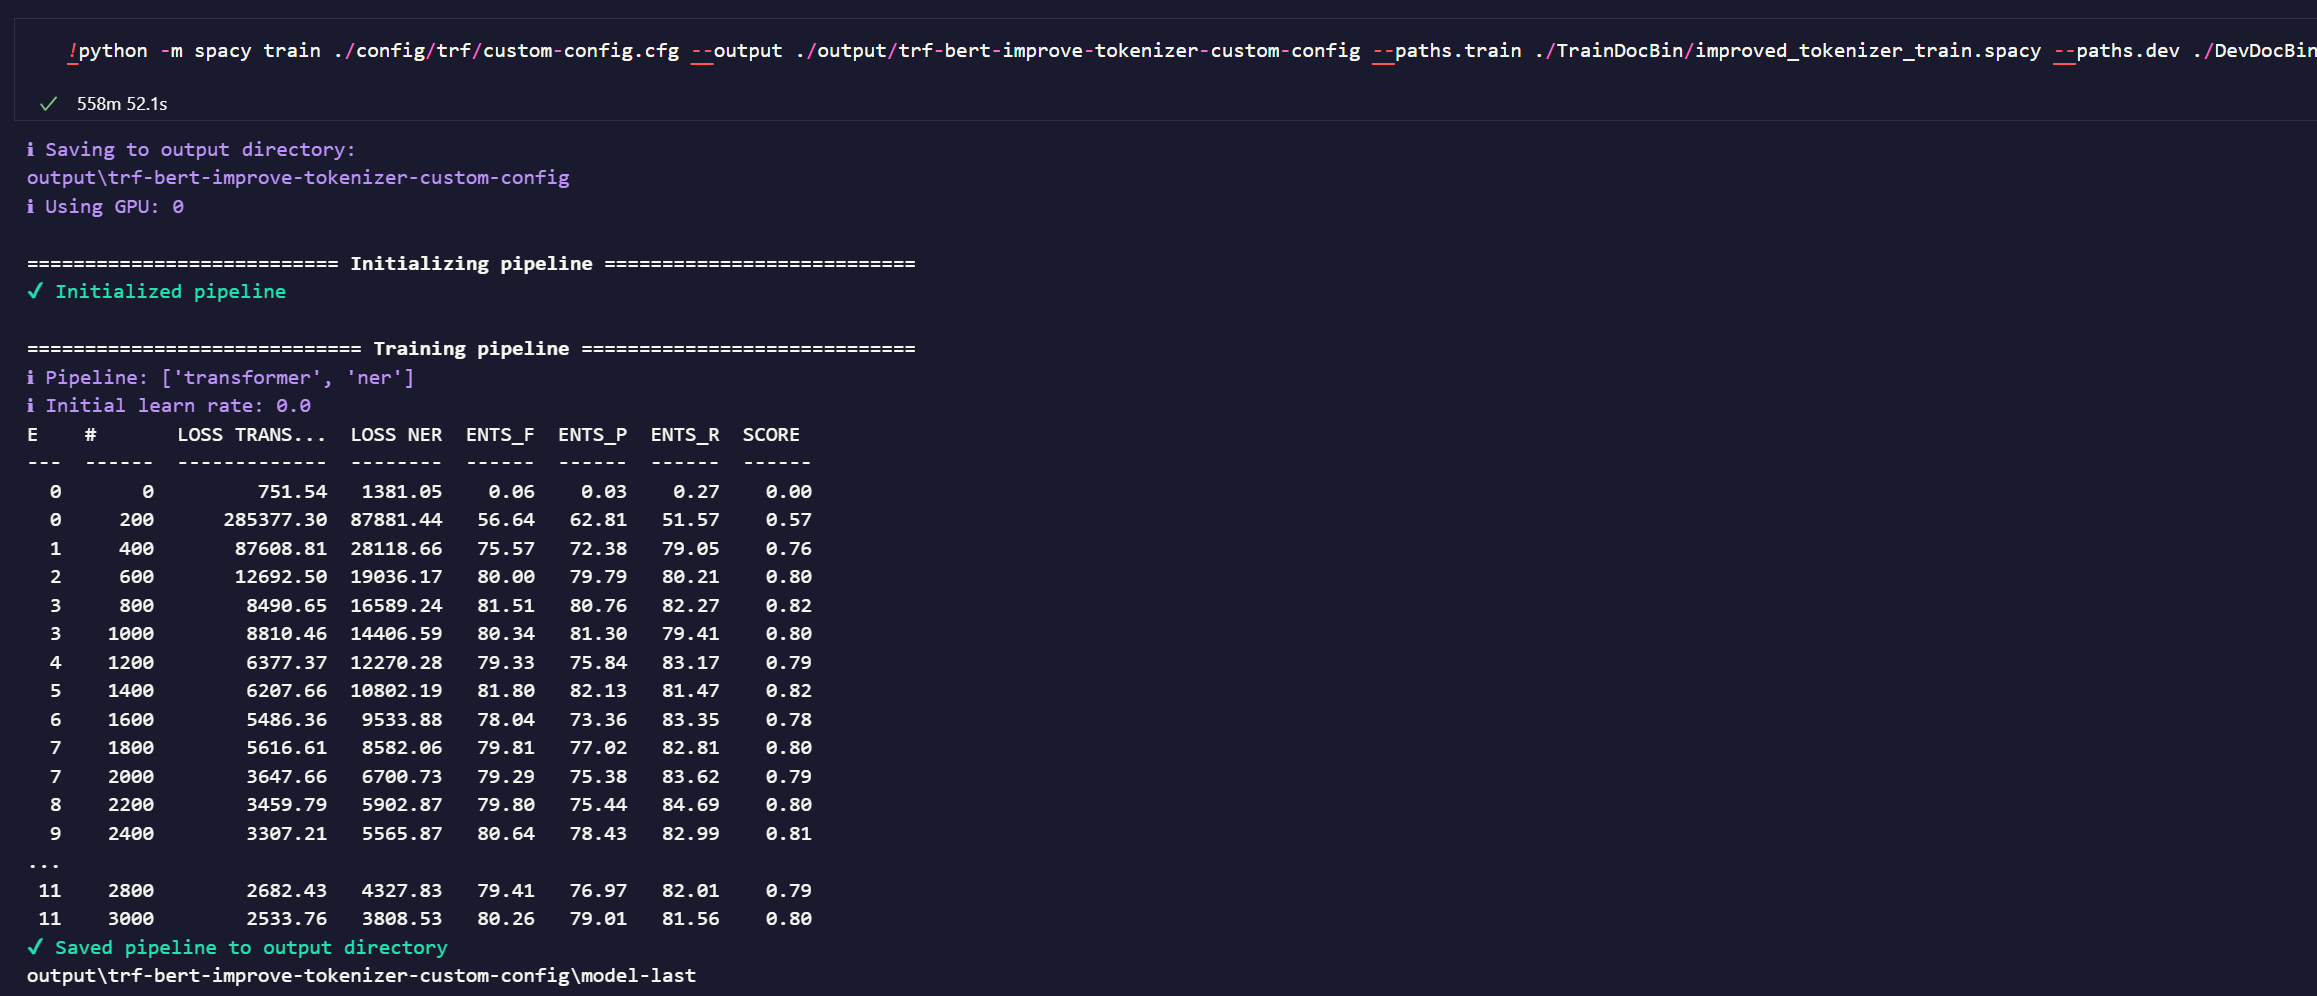 !python -m spacy train ./config/trf/custom-config.cfg --output ./output/trf-bert-improve-tokenizer-custom-config --paths.train ./TrainDocBin/improved_tokenizer_train.spacy --paths.dev ./DevDocBin
✓ 558m 52.1s
ℹ Saving to output directory:
output\trf-bert-improve-tokenizer-custom-config
ℹ Using GPU: 0
=========================== Initializing pipeline ===========================
✔ Initialized pipeline
============================= Training pipeline =============================
ℹ Pipeline: ['transformer', 'ner']
ℹ Initial learn rate: 0.0
E    #       LOSS TRANS...  LOSS NER  ENTS_F  ENTS_P  ENTS_R  SCORE
---  ------  -------------  --------  ------  ------  ------  ------
  0       0         751.54   1381.05    0.06    0.03    0.27    0.00
  0     200      285377.30  87881.44   56.64   62.81   51.57    0.57
  1     400       87608.81  28118.66   75.57   72.38   79.05    0.76
  2     600       12692.50  19036.17   80.00   79.79   80.21    0.80
  3     800        8490.65  16589.24   81.51   80.76   82.27    0.82
  3    1000        8810.46  14406.59   80.34   81.30   79.41    0.80
  4    1200        6377.37  12270.28   79.33   75.84   83.17    0.79
  5    1400        6207.66  10802.19   81.80   82.13   81.47    0.82
  6    1600        5486.36   9533.88   78.04   73.36   83.35    0.78
  7    1800        5616.61   8582.06   79.81   77.02   82.81    0.80
  7    2000        3647.66   6700.73   79.29   75.38   83.62    0.79
  8    2200        3459.79   5902.87   79.80   75.44   84.69    0.80
  9    2400        3307.21   5565.87   80.64   78.43   82.99    0.81
...
 11    2800        2682.43   4327.83   79.41   76.97   82.01    0.79
 11    3000        2533.76   3808.53   80.26   79.01   81.56    0.80
✔ Saved pipeline to output directory
output\trf-bert-improve-tokenizer-custom-config\model-last